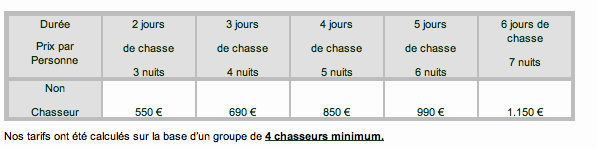 Durée 2 jours 3 jours 4 jours 5 jours 6 jours de
chasse
Prix par de chasse de chasse de chasse de chasse
Personne 7 nuits
3 nuits 4 nuits 5 nuits 6 nuits
Non
Chasseur 550 € 690 € 850 € 990 € 1.150 €
Nos tarifs ont été calculés sur la base d'un groupe de 4 chasseurs minimum.